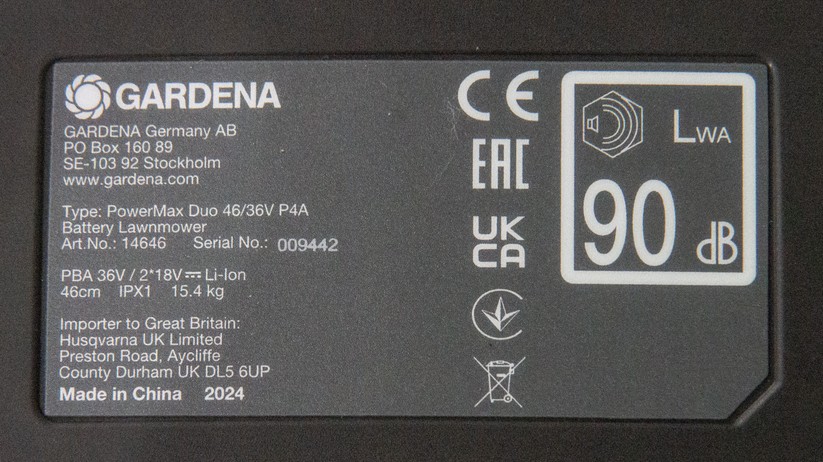 GARDENA
GARDENA Germany AB
PO Box 160 89
SE-103 92 Stockholm
www.gardena.com
Type: PowerMax Duo 46/36V P4A
Battery Lawnmower
Art.No.: 14646 Serial No.: 009442
PBA 36V / 2*18V⎓ Li-Ion
46cm IPX1 15.4 kg
Importer to Great Britain:
Husqvarna UK Limited
Preston Road, Aycliffe
County Durham UK DL5 6UP
Made in China 2024
CE
EAC
UK
CA
LWA
90 dB